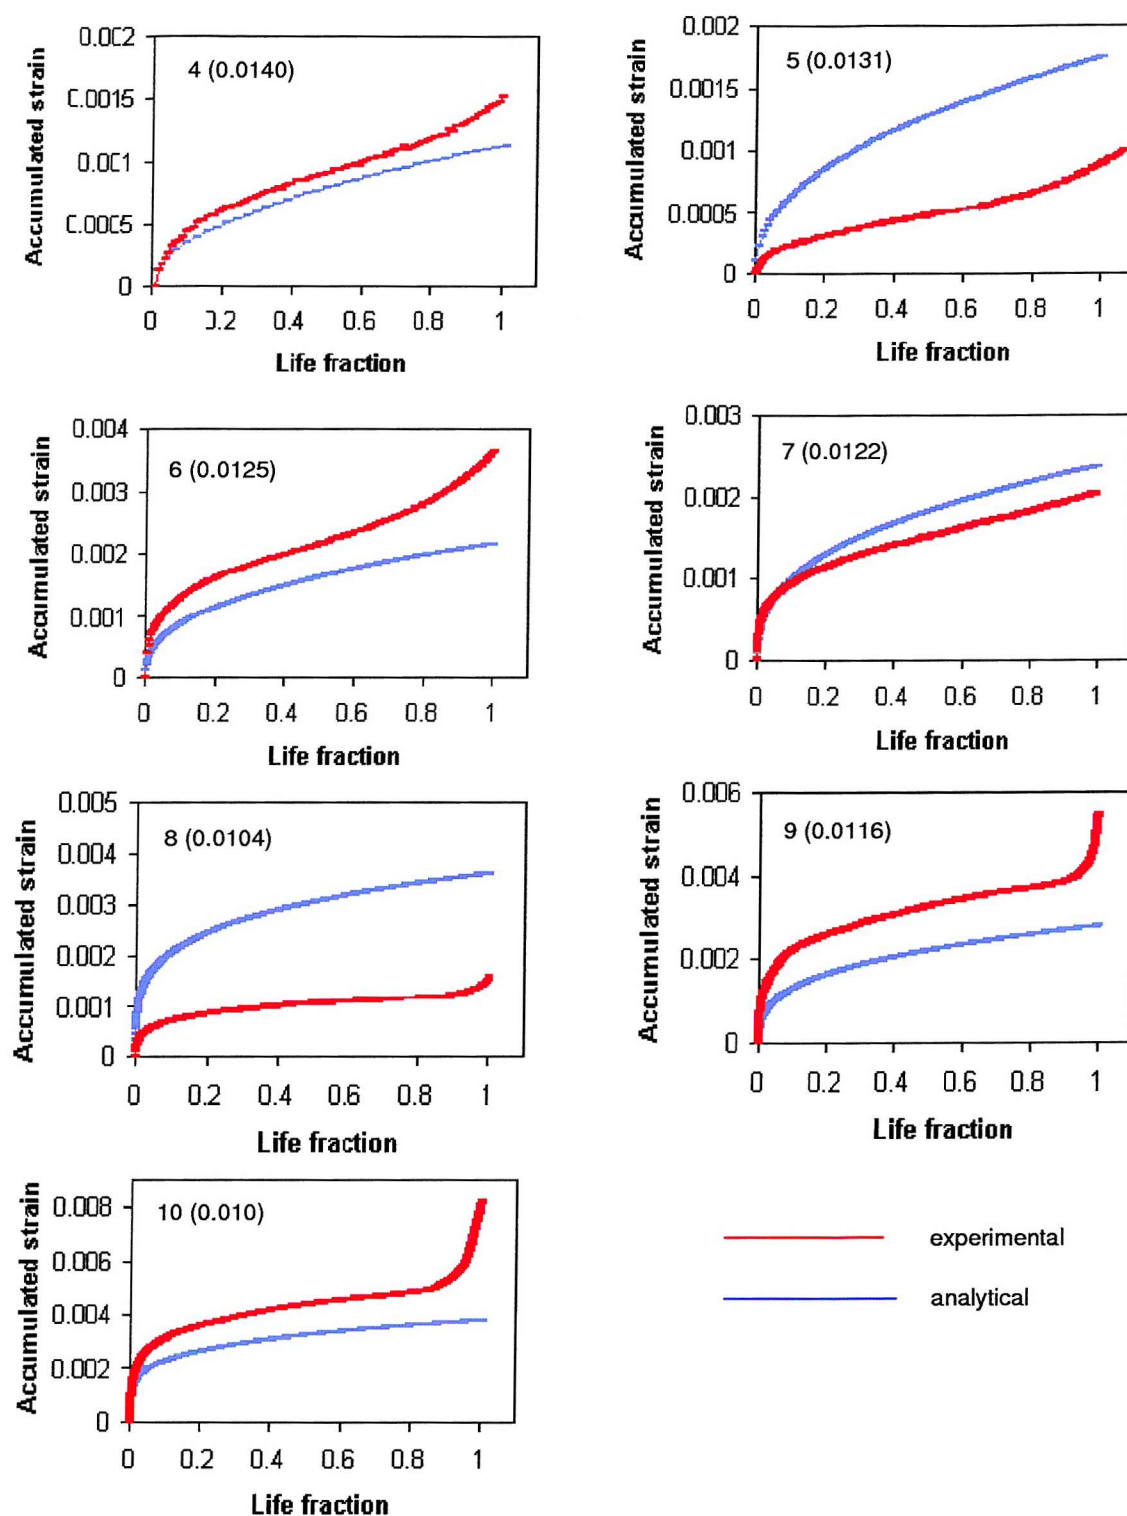 Accumulated strain
0.002
0.0015
0.001
0.0005
0
4 (0.0140)
0 0.2 0.4 0.6 0.8 1
Life fraction
Accumulated strain
0.002
0.0015
0.001
0.0005
0
5 (0.0131)
0 0.2 0.4 0.6 0.8 1
Life fraction
Accumulated strain
0.004
0.003
0.002
0.001
0
6 (0.0125)
0 0.2 0.4 0.6 0.8 1
Life fraction
Accumulated strain
0.003
0.002
0.001
0
7 (0.0122)
0 0.2 0.4 0.6 0.8 1
Life fraction
Accumulated strain
0.005
0.004
0.003
0.002
0.001
0
8 (0.0104)
0 0.2 0.4 0.6 0.8 1
Life fraction
Accumulated strain
0.006
0.004
0.002
0
9 (0.0116)
0 0.2 0.4 0.6 0.8 1
Life fraction
Accumulated strain
0.008
0.006
0.004
0.002
0
10 (0.010)
0 0.2 0.4 0.6 0.8 1
Life fraction
experimental
analytical